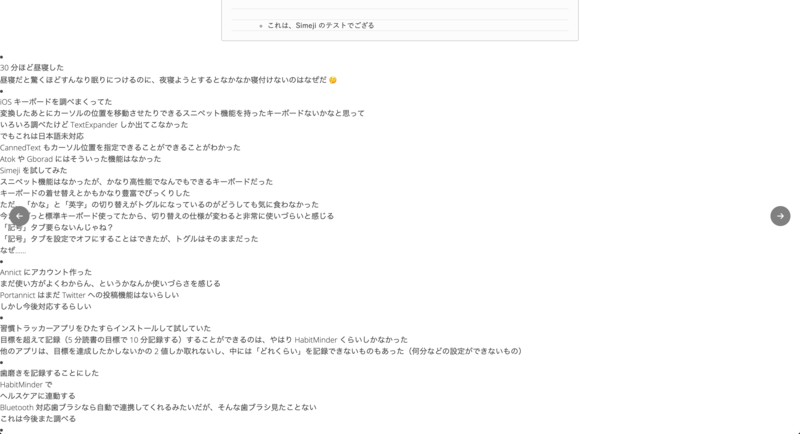 これは、Simeji のテストでござる
30 分ほど昼寝した
昼寝だと驚くほどすんなり眠りにつけるのに、夜寝ようとするとなかなか寝付けないのはなぜだ
iOS キーボードを調べまくってた
変換したあとにカーソルの位置を移動させたりできるスニペット機能を持ったキーボードないかなと思って
いろいろ調べたけど TextExpander しか出てこなかった
でもこれは日本語未対応
CannedText もカーソル位置を指定できることができることがわかった
Atok や Gborad にはそういった機能はなかった
Simeji を試してみた
スニペット機能はなかったが、かなり高性能でなんでもできるキーボードだった
キーボードの着せ替えとかもかなり豊富でびっくりした
ただ、「かな」と「英字」の切り替えがトグルになっているのがどうしても気に食わなかった
今っと標準キーボード使ってたから、切り替えの仕様が変わると非常に使いづらいと感じる
「記号」タブ要らないんじゃね？
「記号」タブを設定でオフにすることはできたが、トグルはそのままだった
なぜ……
Annict にアカウント作った
まだ使い方がよくわからん、というかなんか使いづらさを感じる
Portannict はまだ Twitter への投稿機能はないらしい
しかし今後対応するらしい
習慣トラッカーアプリをひたすらインストールして試していた
目標を超えて記録（5 分読書の目標で 10 分記録する）することができるのは、やはり HabitMinder くらいしかなかった
他のアプリは、目標を達成したかしないかの 2 値しか取れないし、中には「どれくらい」を記録できないものもあった（何分などの設定ができないもの）
歯磨きを記録することにした
HabitMinder で
ヘルスケアに連動する
Bluetooth 対応歯ブラシなら自動で連携してくれるみたいだが、そんな歯ブラシ見たことない
これは今後また調べる